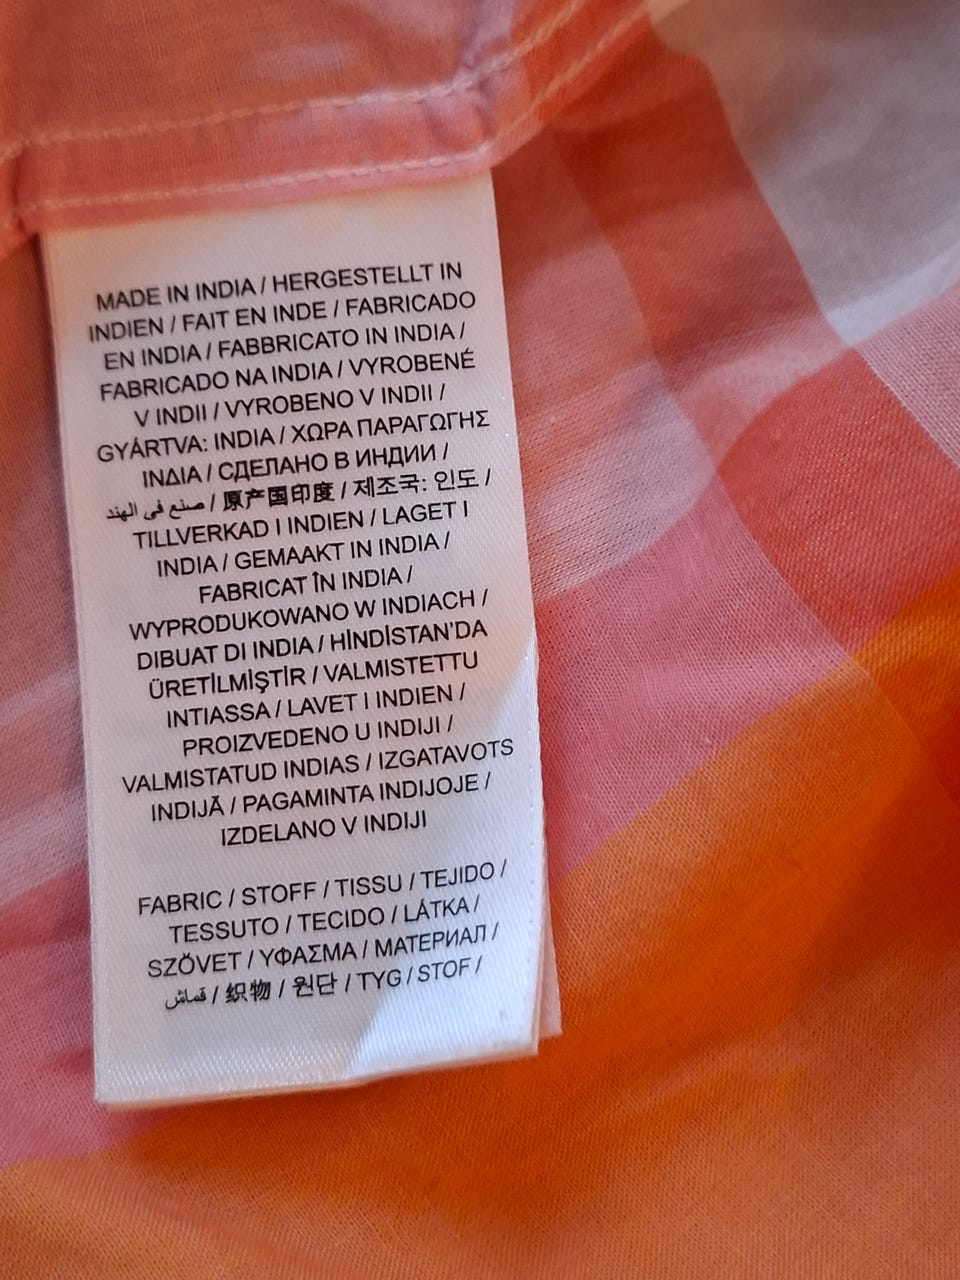 MADE IN INDIA / HERGESTELLT IN
INDIEN / FAIT EN INDE / FABRICADO
EN INDIA / FABBRICATO IN INDIA /
FABRICADO NA INDIA / VYROBENÉ
V INDII / VYROBENO V INDII /
GYÁRTVA: INDIA / ΧΩΡΑ ΠΑΡΑΓΩΓΗΣ
ΙΝΔΙΑ / СДЕЛАНО В ИНДИИ /
صنع في الهند / 原产国印度 / 제조국: 인도 /
TILLVERKAD I INDIEN / LAGET I
INDIA / GEMAAKT IN INDIA /
FABRICAT ÎN INDIA /
WYPRODUKOWANO W INDIACH /
DIBUAT DI INDIA / HİNDİSTAN'DA
ÜRETİLMİŞTİR / VALMISTETTU
INTIASSA / LAVET I INDIEN /
PROIZVEDENO U INDIJI /
VALMISTATUD INDIAS / IZGATAVOTS
INDIJĀ / PAGAMINTA INDIJOJE /
IZDELANO V INDIJI
FABRIC / STOFF / TISSU / TEJIDO /
TESSUTO / TECIDO / LÁTKA /
SZÖVET / ΥΦΑΣΜΑ / МАТЕРИАЛ /
قماش / 织物 / 원단 / TYG / STOF /